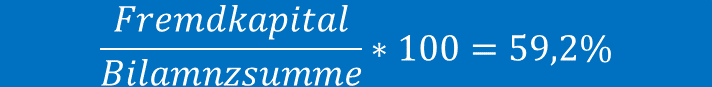 Fremdkapital
Bilamnzsumme * 100 = 59,2%